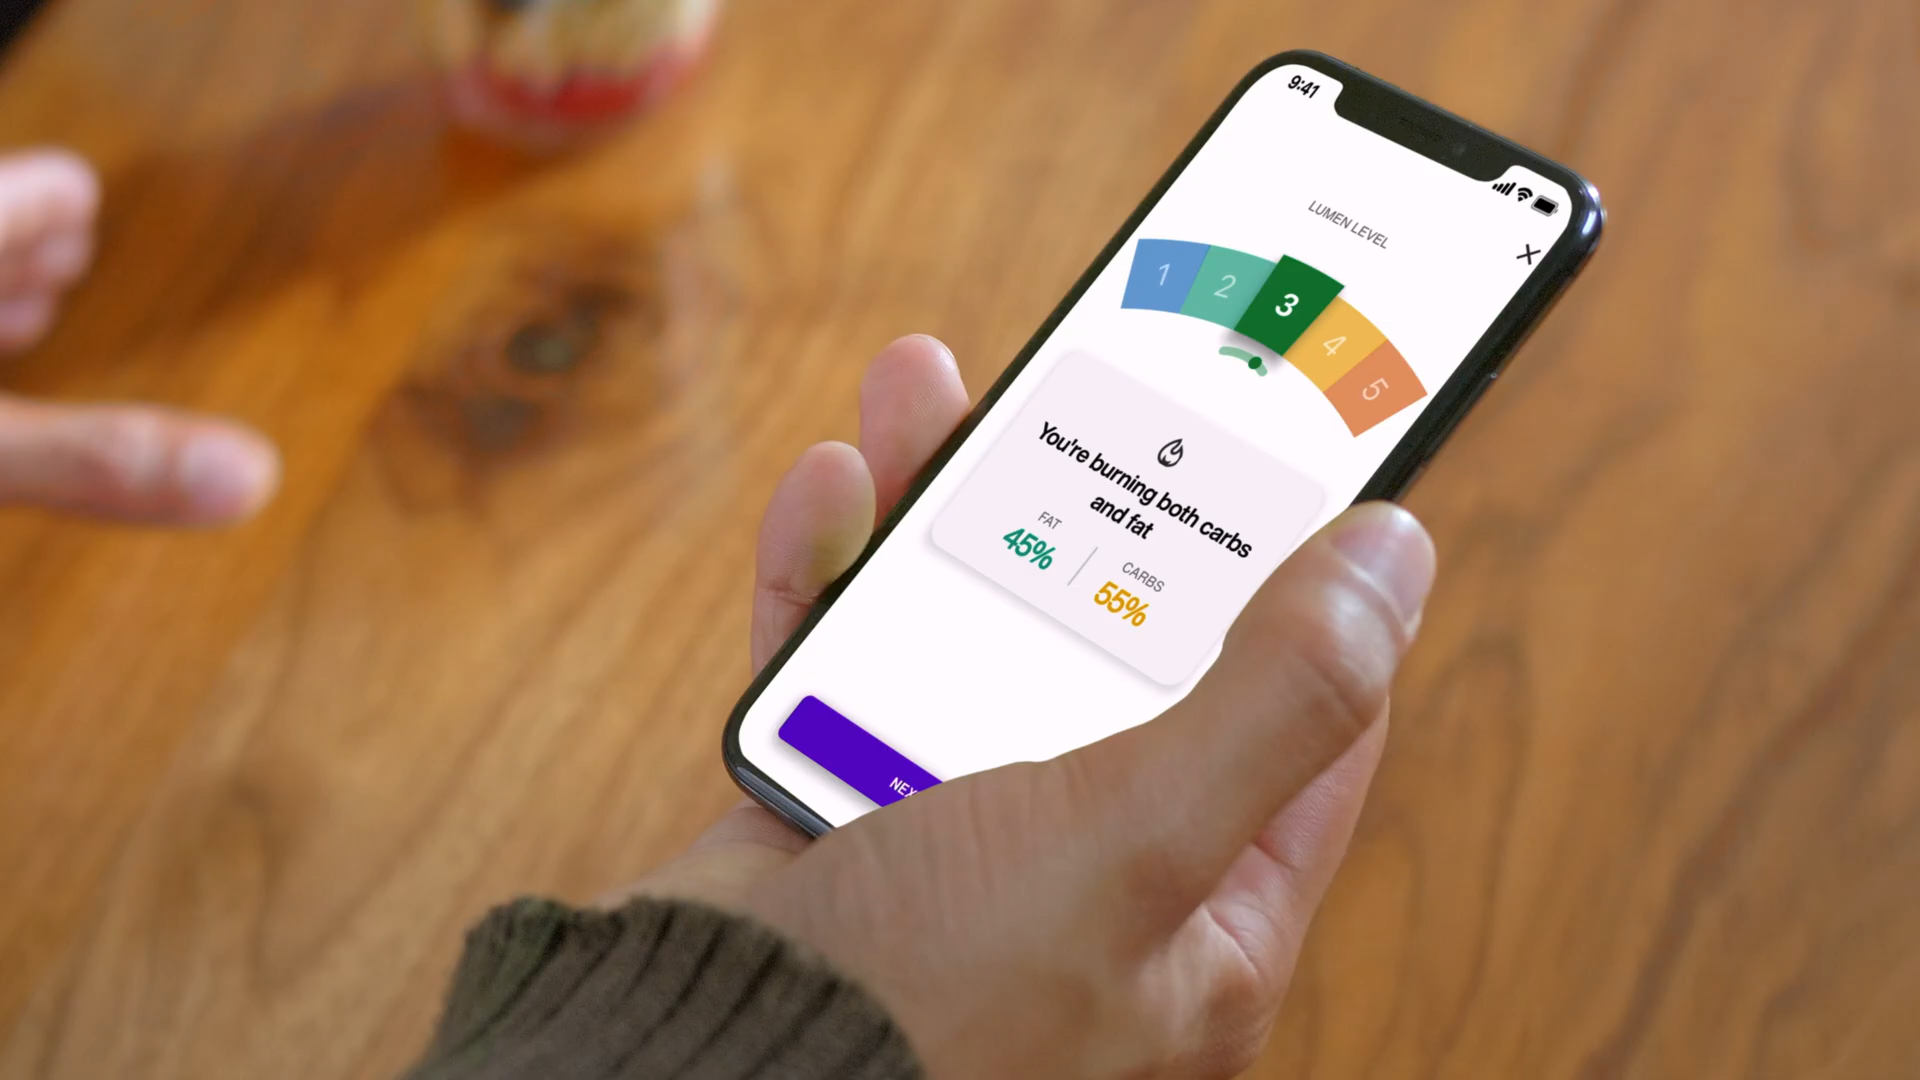 9:41
LUMEN LEVEL
1 2 3 4 5
You're burning both carbs
and fat
FAT
45%
CARBS
55%